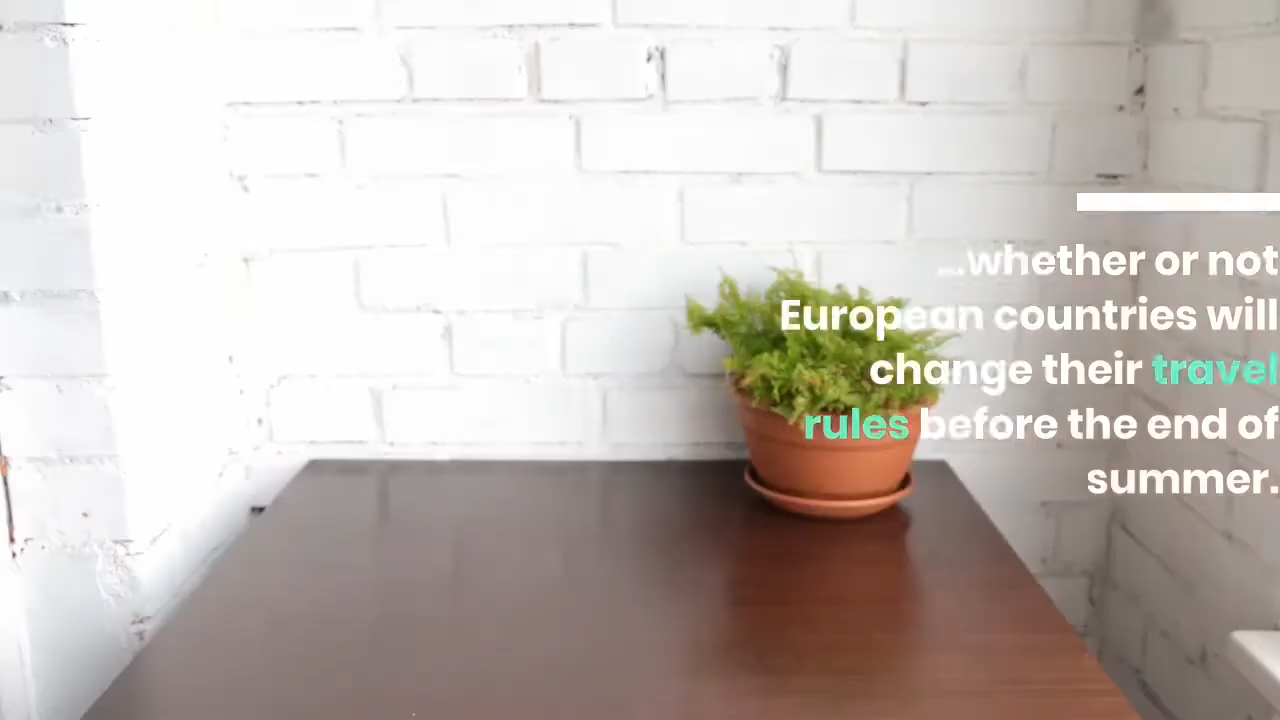 ...whether or not
European countries will
change their travel
rules before the end of
summer.